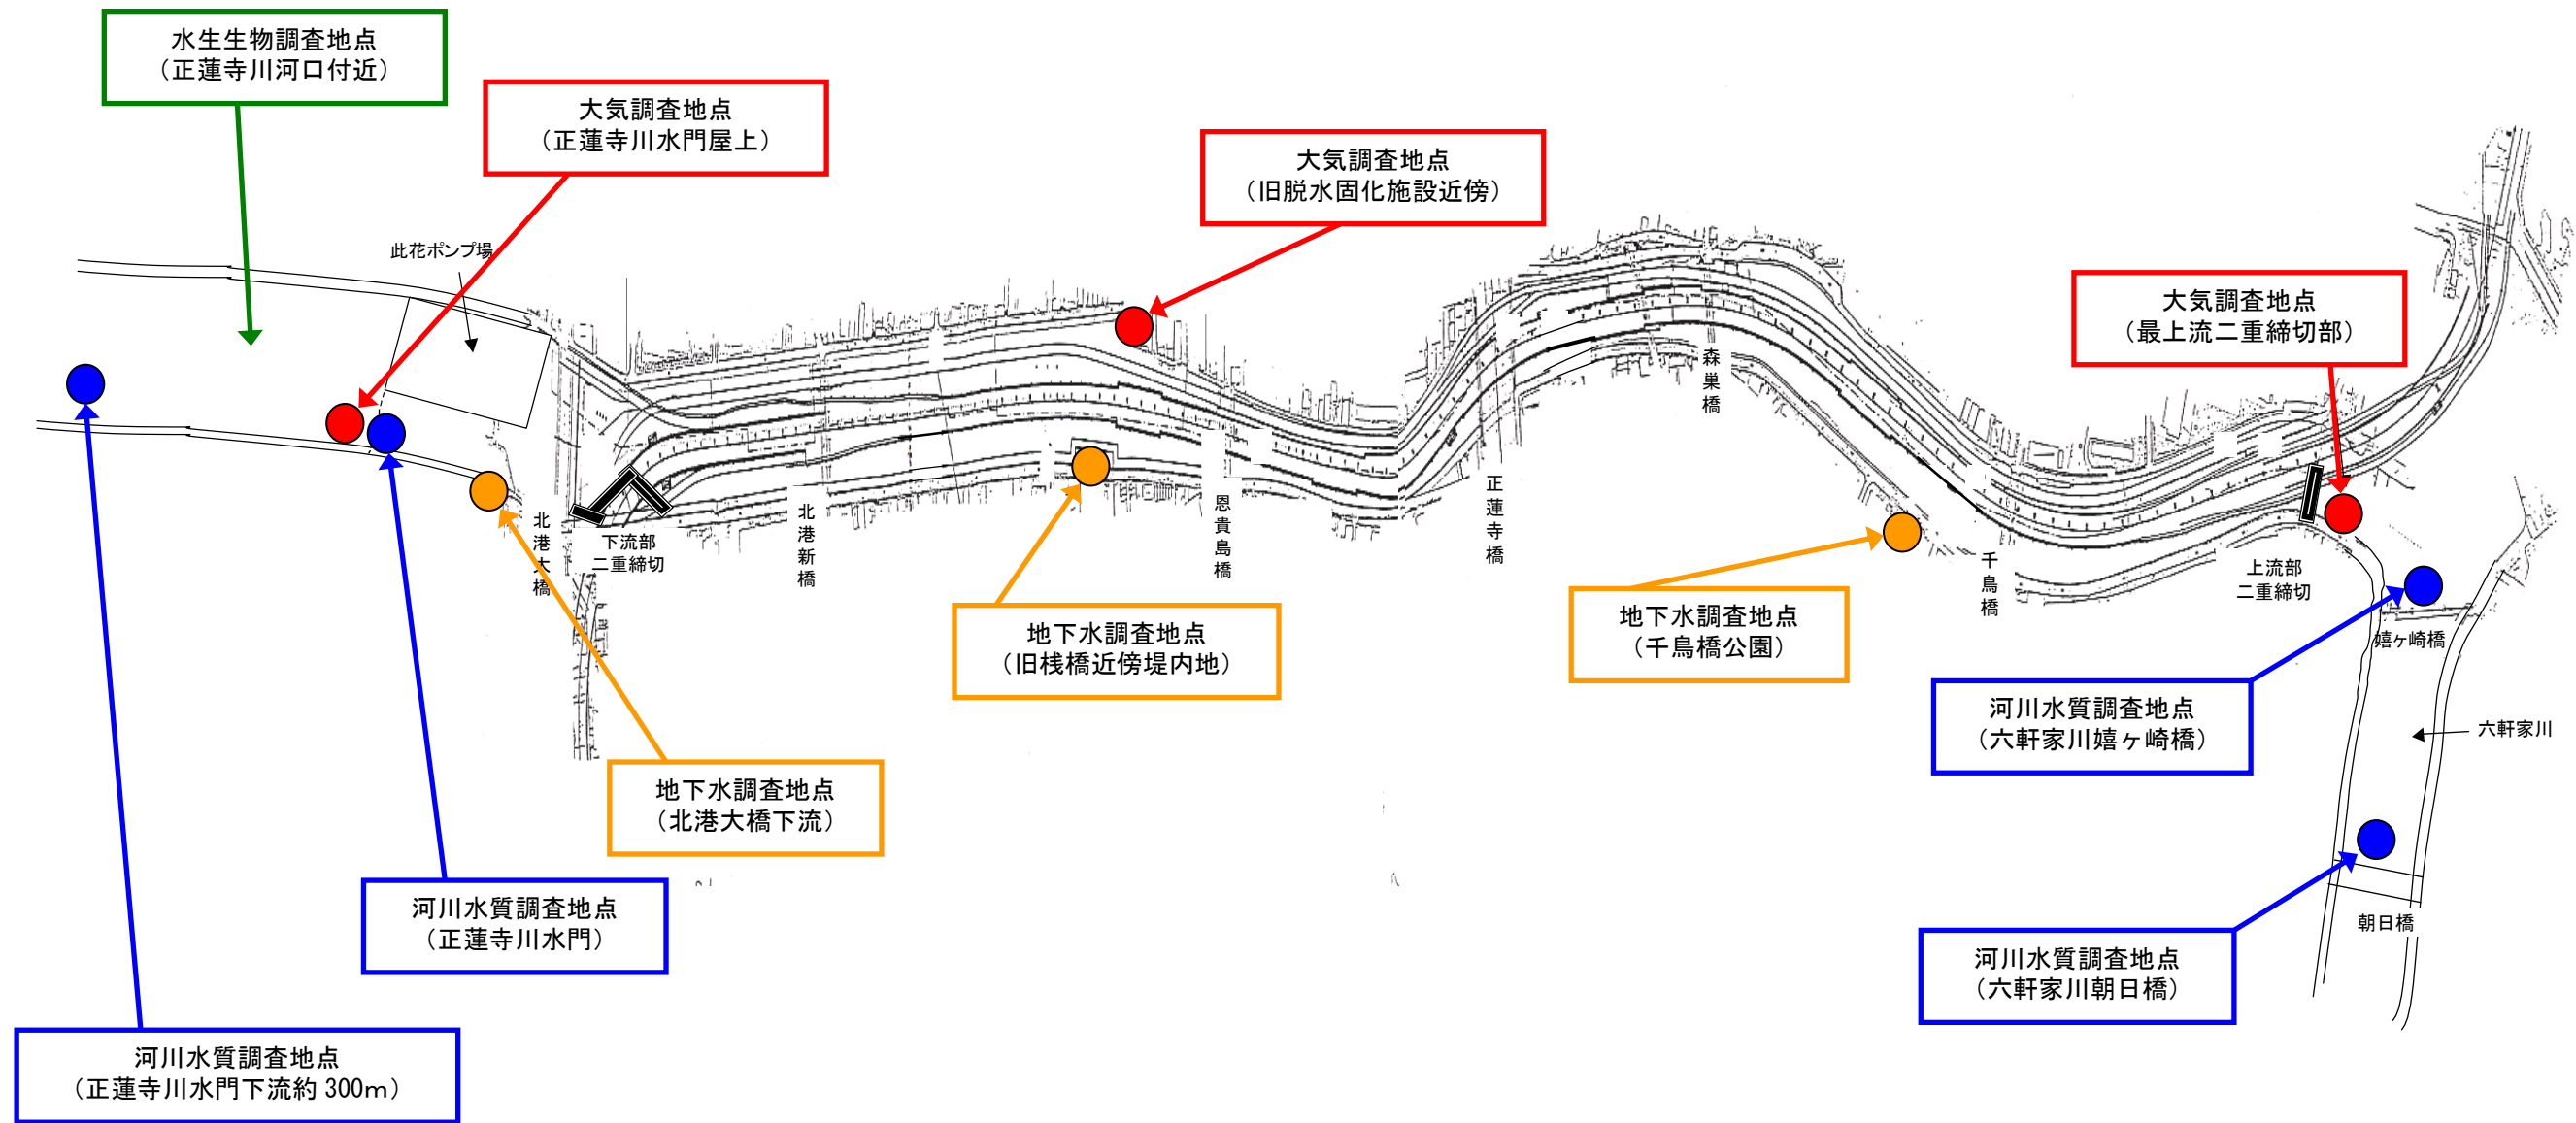 水生生物調査地点
（正蓮寺川河口付近）
大気調査地点
（正蓮寺川水門屋上）
大気調査地点
（旧脱水固化施設近傍）
此花ポンプ場
大気調査地点
（最上流二重締切部）
森巣橋
正蓮寺橋
恩貴島橋
北港新橋
北港大橋
下流部
二重締切
千鳥橋
上流部
二重締切
地下水調査地点
（旧桟橋近傍堤内地）
地下水調査地点
（千鳥橋公園）
嬉ヶ崎橋
河川水質調査地点
（六軒家川嬉ヶ崎橋）
六軒家川
地下水調査地点
（北港大橋下流）
河川水質調査地点
（正蓮寺川水門）
朝日橋
河川水質調査地点
（六軒家川朝日橋）
河川水質調査地点
（正蓮寺川水門下流約 300ｍ）